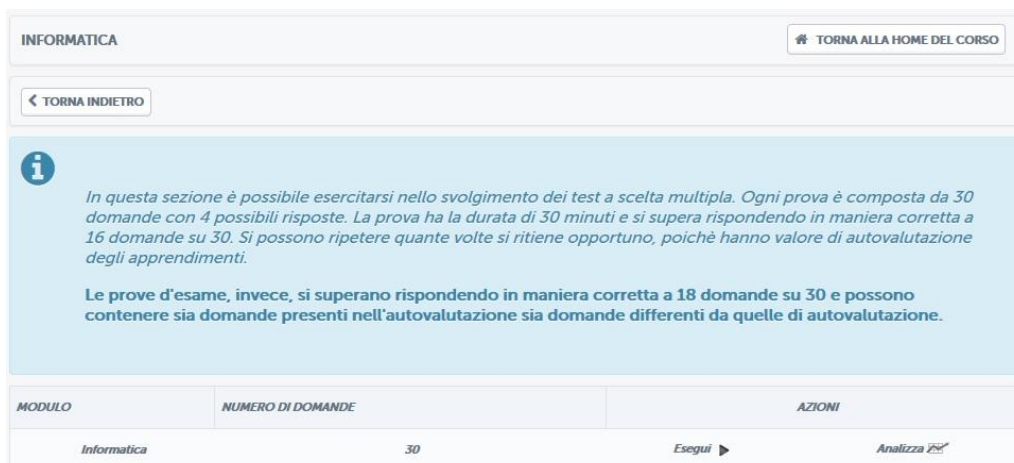 INFORMATICA
TORNA ALLA HOME DEL CORSO
TORNA INDIETRO
In questa sezione è possibile esercitarsi nello svolgimento dei test a scelta multipla. Ogni prova è composta da 30
domande con 4 possibili risposte. La prova ha la durata di 30 minuti e si supera rispondendo in maniera corretta a
16 domande su 30. Si possono ripetere quante volte si ritiene opportuno, poichè hanno valore di autovalutazione
degli apprendimenti.
Le prove d'esame, invece, si superano rispondendo in maniera corretta a 18 domande su 30 e possono
contenere sia domande presenti nell'autovalutazione sia domande differenti da quelle di autovalutazione.
MODULO NUMERO DI DOMANDE AZIONI
Informatica 30 Esegui Analizza